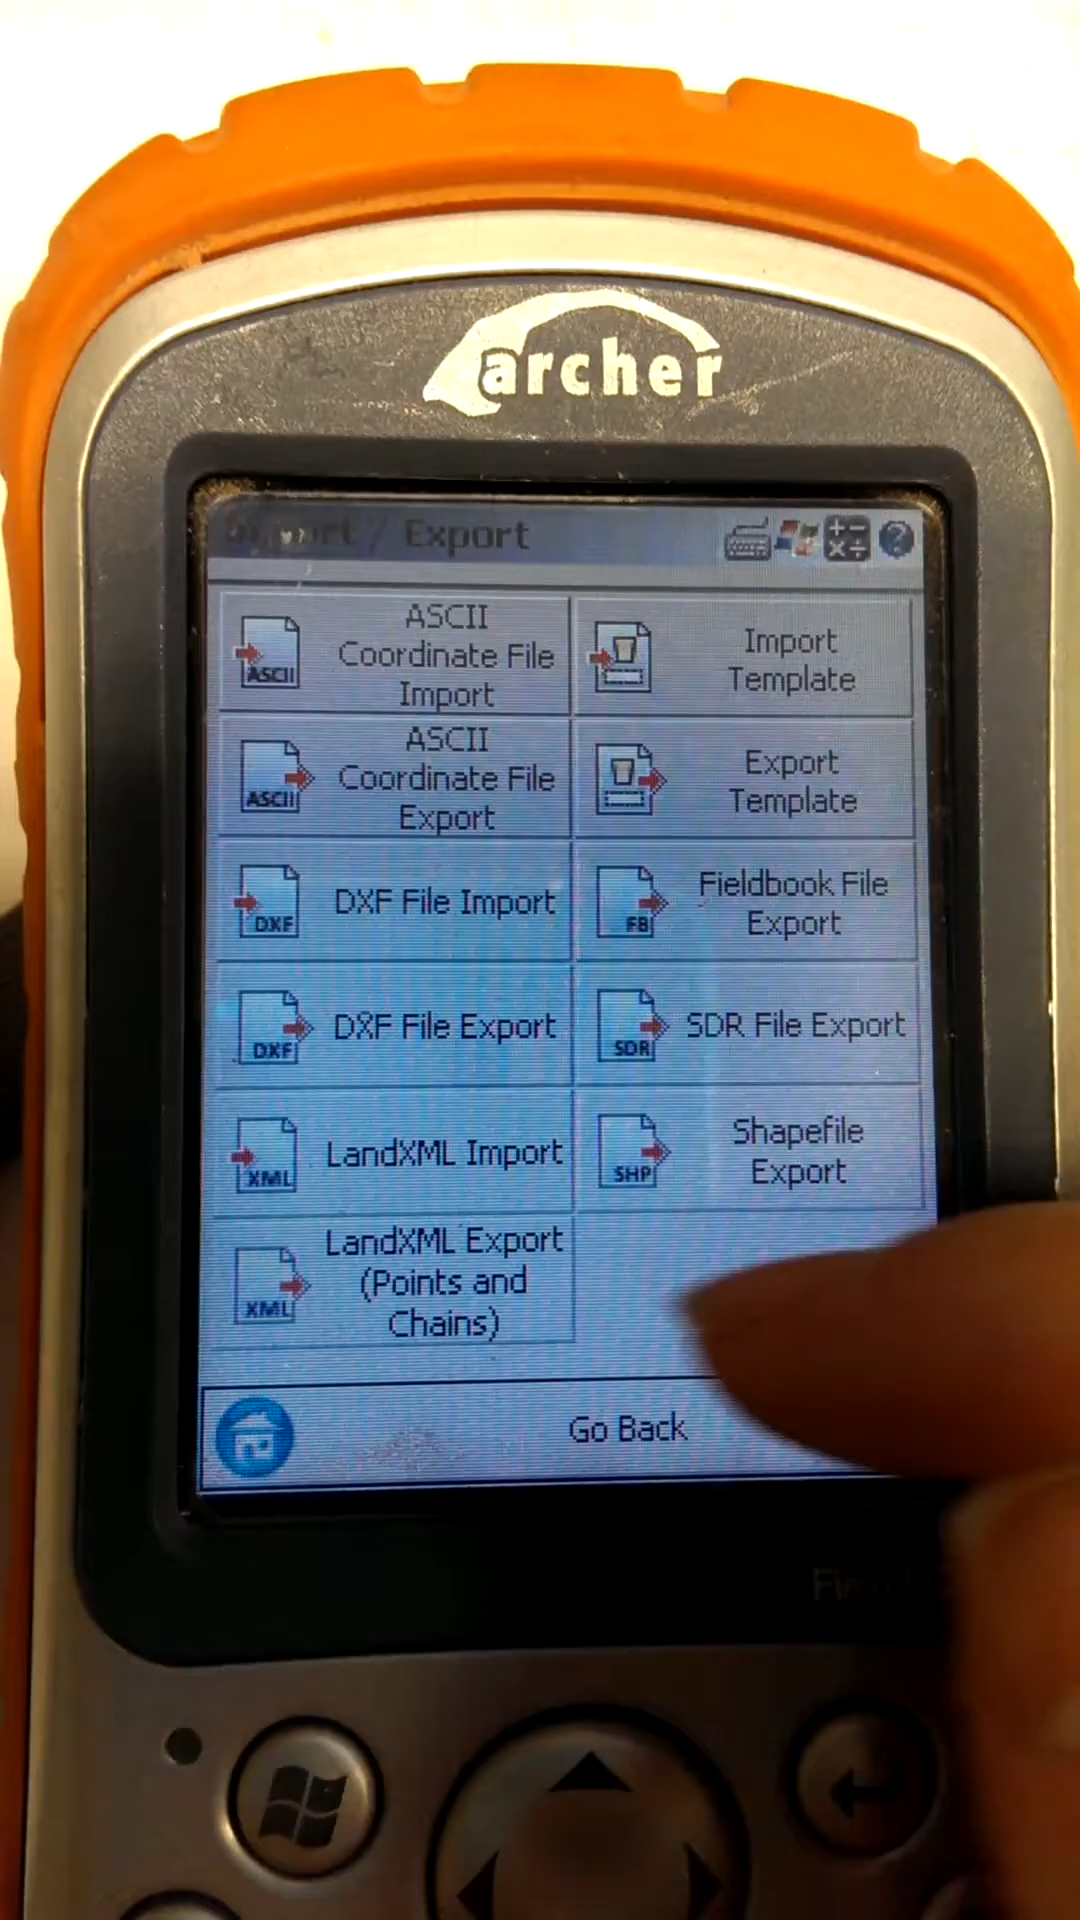 archer
Import / Export
ASCII
Coordinate File
Import
ASCII
Import
Template
ASCII
Coordinate File
Export
ASCII
Export
Template
DXF File Import
DXF
Fieldbook File
Export
FB
DXF File Export
DXF
SDR File Export
SDR
LandXML Import
XML
Shapefile
Export
SHP
LandXML Export
(Points and
Chains)
XML
Go Back